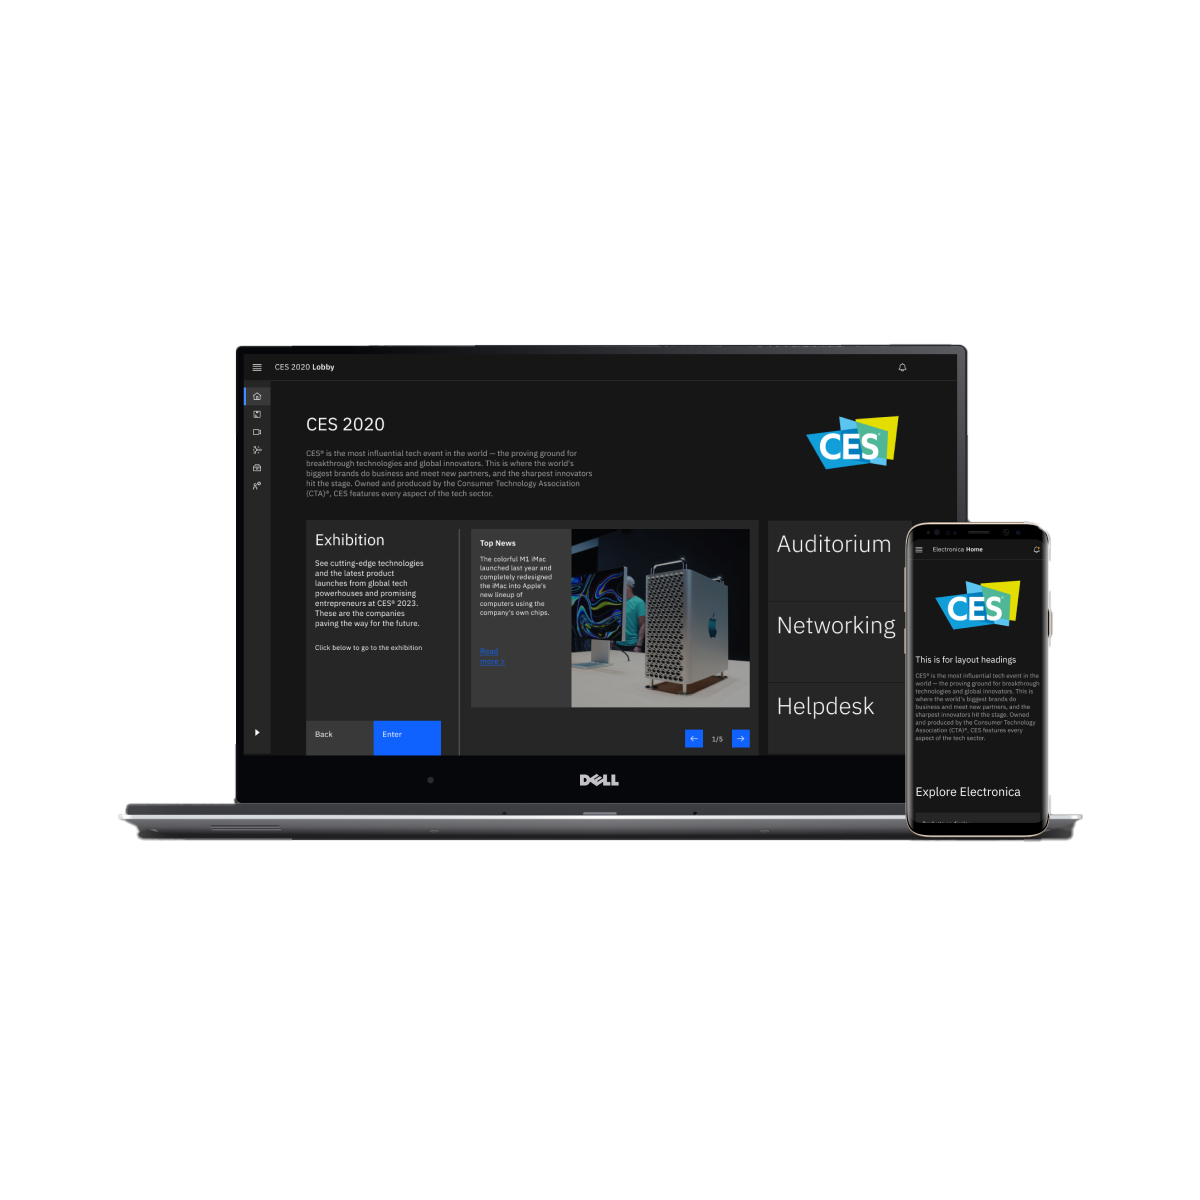 CES 2020 Lobby
CES 2020
CES® is the most influential tech event in the world — the proving ground for
breakthrough technologies and global innovators. This is where the world's
biggest brands do business and meet new partners, and the sharpest innovators
hit the stage. Owned and produced by the Consumer Technology Association
(CTA)®, CES features every aspect of the tech sector.
CES
Exhibition
See cutting-edge technologies
and the latest product
launches from global tech
powerhouses and promising
entrepreneurs at CES® 2023.
These are the companies
paving the way for the future.
Click below to go to the exhibition
Back
Enter
Top News
The colorful M1 iMac
launched last year and
completely redesigned
the iMac into Apple's
new lineup of
computers using the
company's own chips.
Read
more >
1/5
Auditorium
Networking
Helpdesk
DELL
Electronica Home
CES
This is for layout headings
CES® is the most influential tech event in the
world — the proving ground for breakthrough
technologies and global innovators. This is
where the world's biggest brands do
business and meet new partners, and the
sharpest innovators hit the stage. Owned
and produced by the Consumer Technology
Association (CTA)®, CES features every
aspect of the tech sector.
Explore Electronica